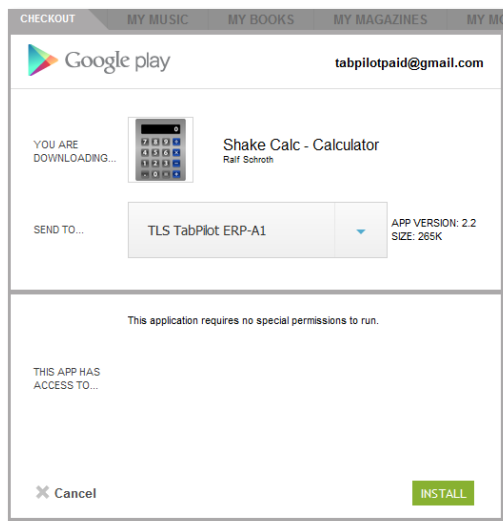 CHECKOUT MY MUSIC MY BOOKS MY MAGAZINES MY MO
Google play tabpilotpaid@gmail.com
YOU ARE
DOWNLOADING...
Shake Calc - Calculator
Ralf Schroth
SEND TO...
TLS TabPilot ERP-A1
APP VERSION: 2.2
SIZE: 265K
This application requires no special permissions to run.
THIS APP HAS
ACCESS TO...
Cancel INSTALL